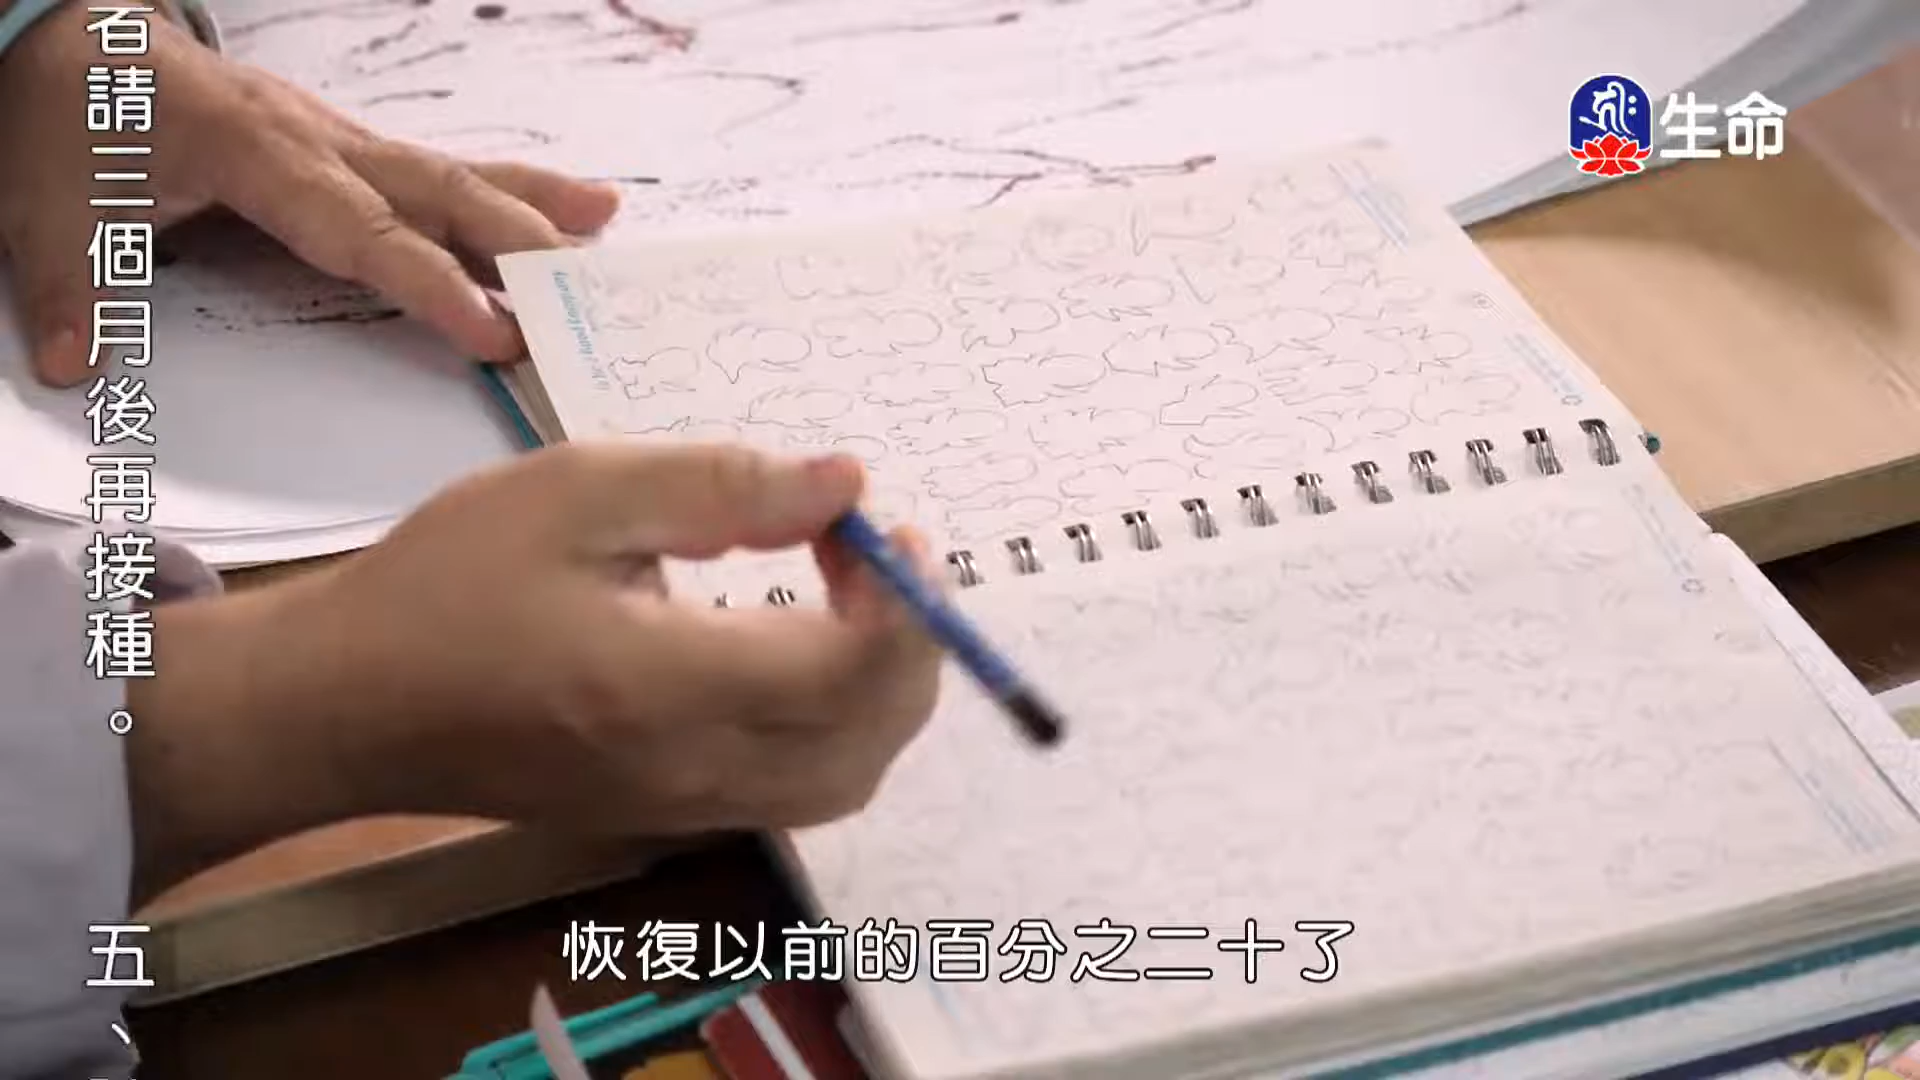 請三個月後再接種。
五、
生命
恢復以前的百分之二十了